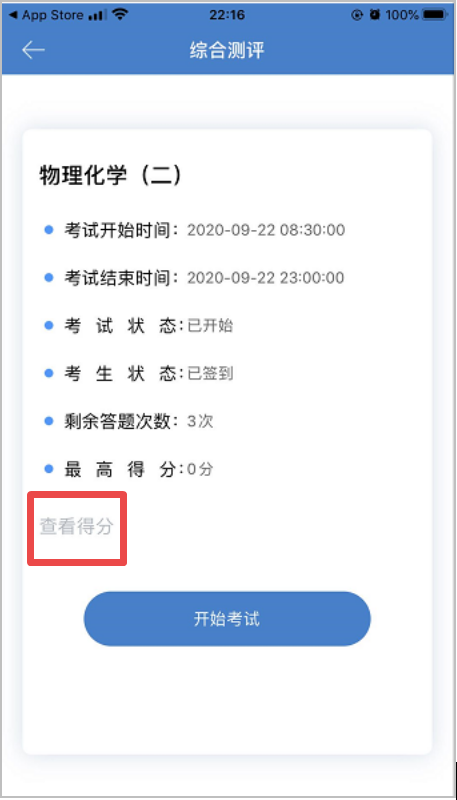 App Store 22:16 100%
综合测评
物理化学（二）
考试开始时间：2020-09-22 08:30:00
考试结束时间：2020-09-22 23:00:00
考 试 状 态：已开始
考 生 状 态：已签到
剩余答题次数：3次
最 高 得 分：0分
查看得分
开始考试